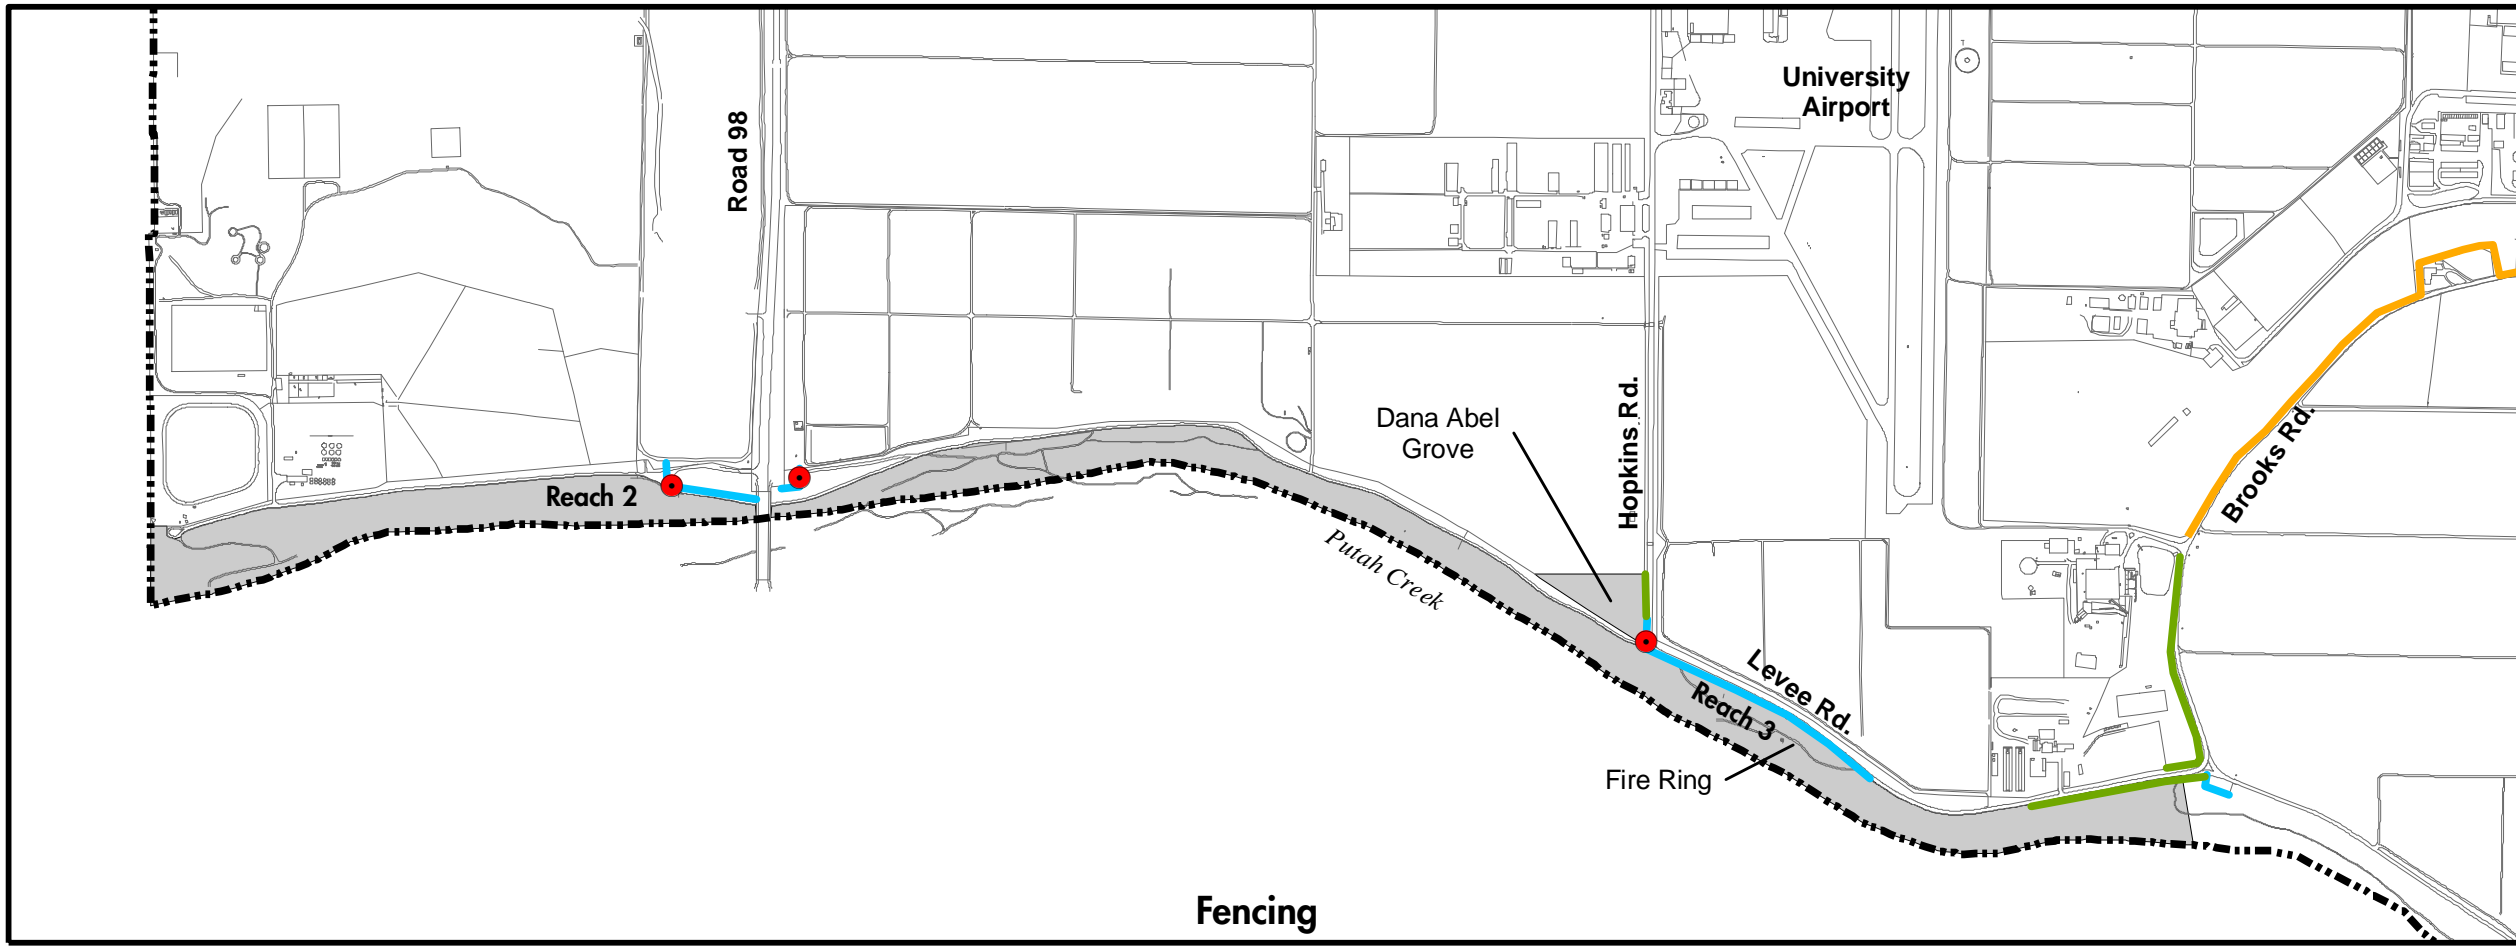 T
University
Airport
Road 98
Dana Abel
Grove
Hopkins Rd.
Brooks Rd.
Reach 2
Putah Creek
Levee Rd.
Reach 3
Fire Ring
Fencing